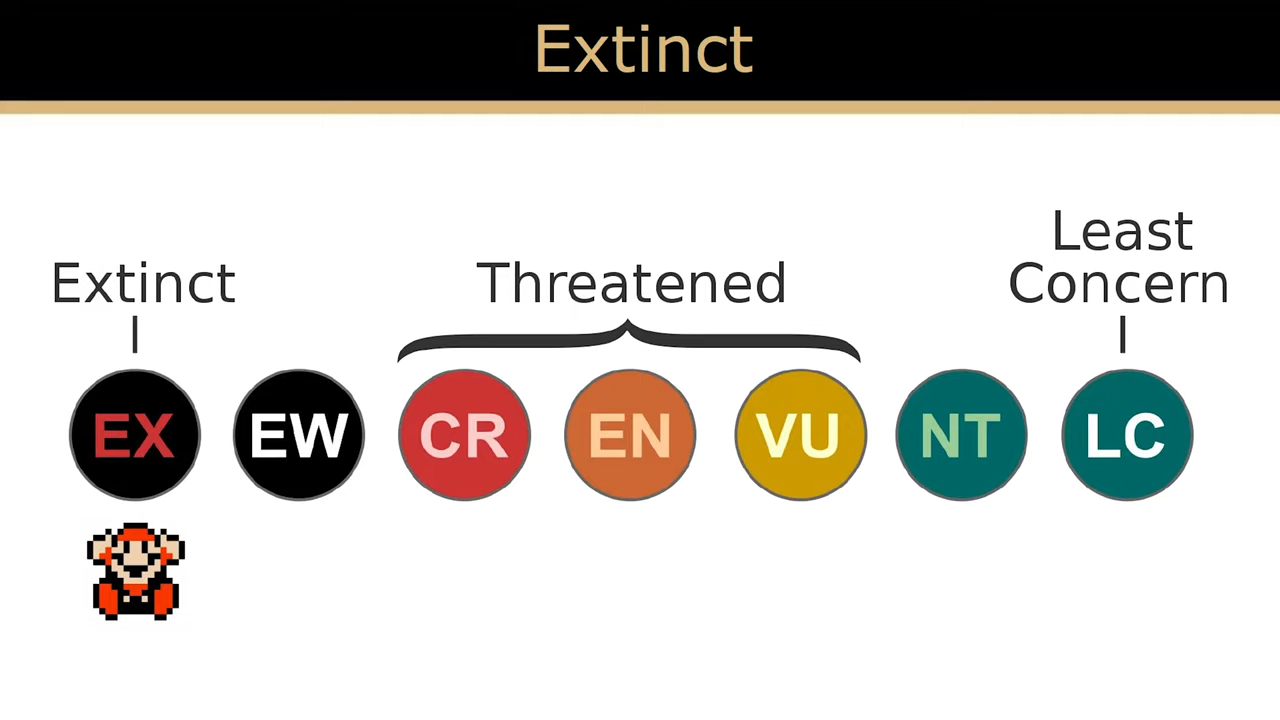 Extinct
Extinct
Threatened
Least
Concern
EX
EW
CR
EN
VU
NT
LC